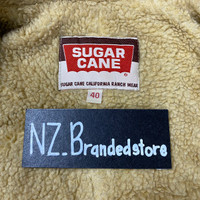 SUGAR
CANE
SUGAR CANE CALIFORNIA RANCH WEAR
40
NZ.Brandedstore